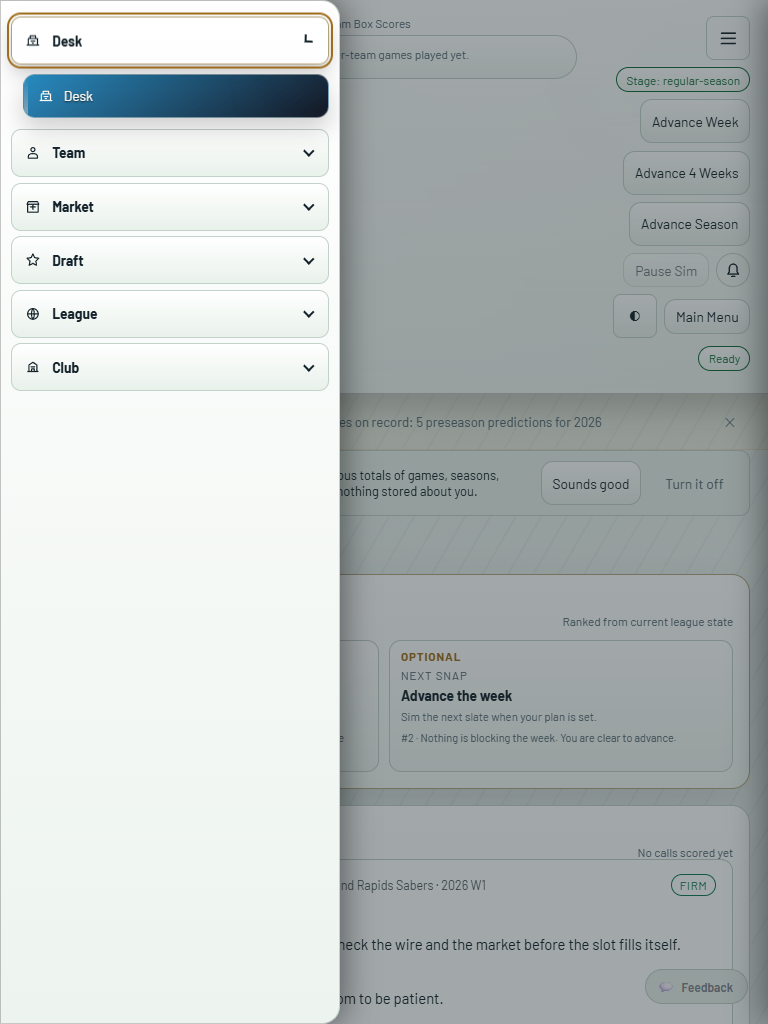 Desk
Desk
Team
Market
Draft
League
Club
Box Scores
r-team games played yet.
Stage: regular-season
Advance Week
Advance 4 Weeks
Advance Season
Pause Sim
Main Menu
Ready
on record: 5 preseason predictions for 2026
totals of games, seasons,
nothing stored about you.
Sounds good
Turn it off
Ranked from current league state
OPTIONAL
NEXT SNAP
Advance the week
Sim the next slate when your plan is set.
#2 · Nothing is blocking the week. You are clear to advance.
No calls scored yet
Rapids Sabers · 2026 W1
FIRM
the wire and the market before the slot fills itself.
to be patient.
Feedback